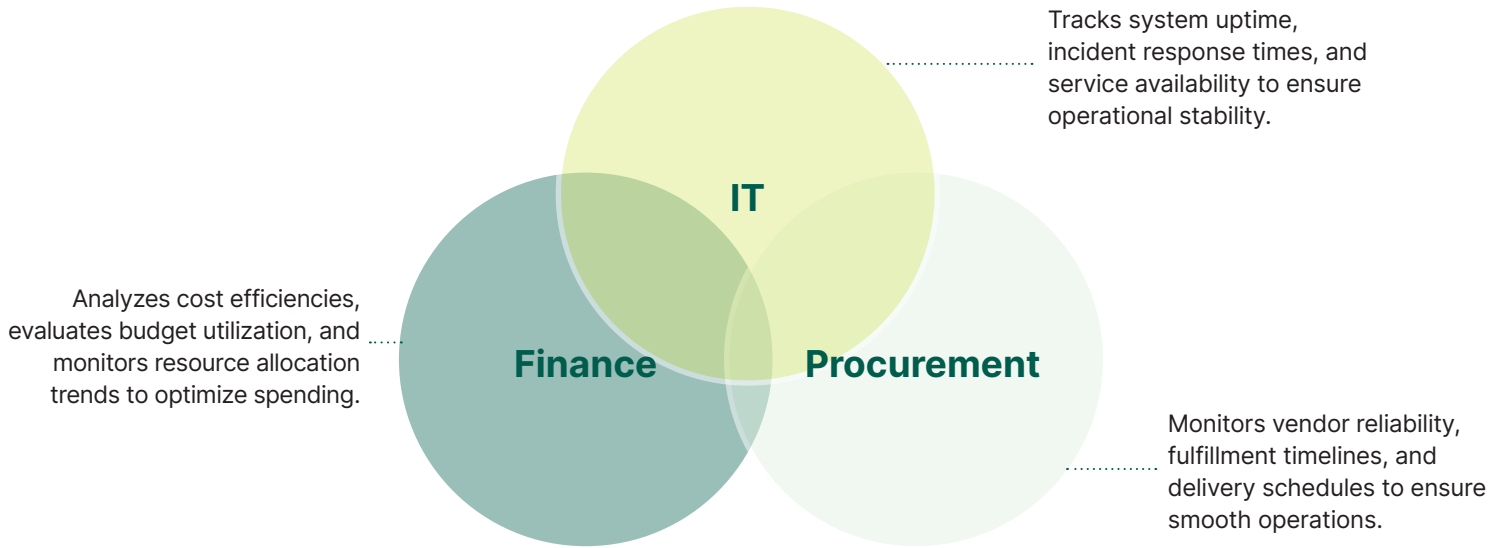 Tracks system uptime,
incident response times, and
service availability to ensure
operational stability.
IT
Analyzes cost efficiencies,
evaluates budget utilization, and
monitors resource allocation
trends to optimize spending.
Finance
Procurement
Monitors vendor reliability,
fulfillment timelines, and
delivery schedules to ensure
smooth operations.